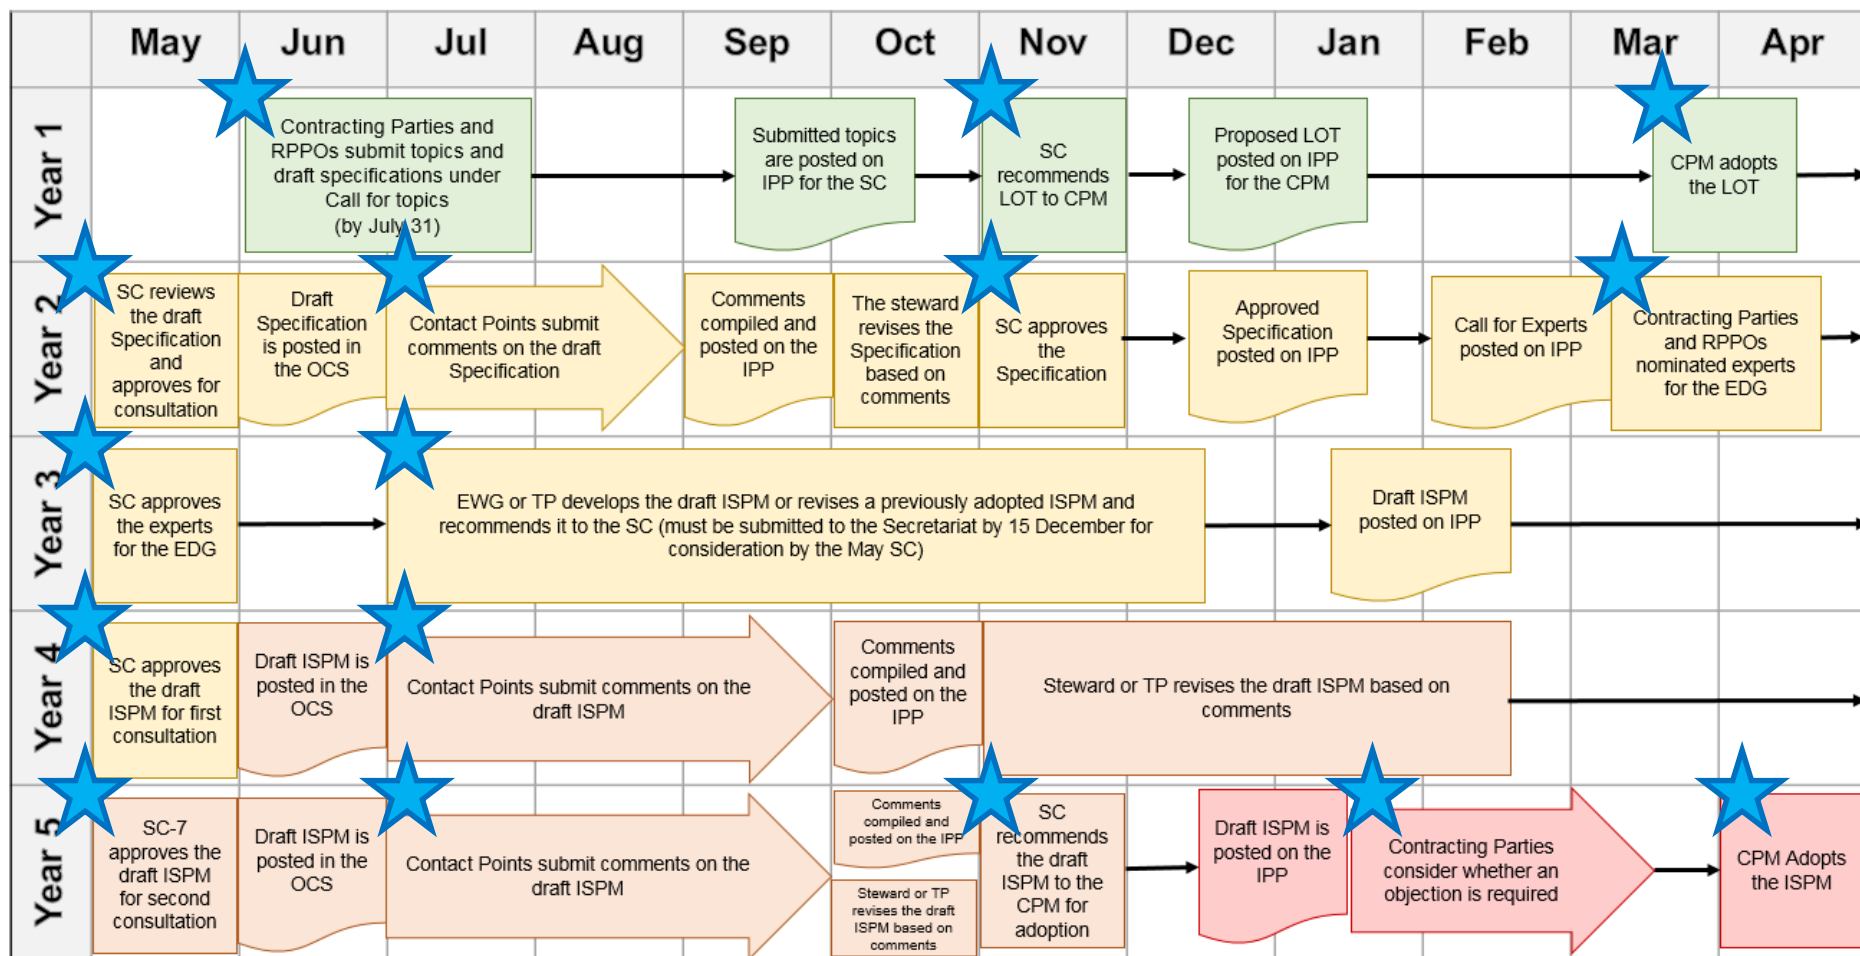 May Jun Jul Aug Sep Oct Nov Dec Jan Feb Mar Apr
Year 1
Contracting Parties and
RPPOs submit topics and
draft specifications under
Call for topics
(by July 31)
Submitted topics
are posted on
IPP for the SC
SC
recommends
LOT to CPM
Proposed LOT
posted on IPP
for the CPM
CPM adopts
the LOT
Year 2
SC reviews
the draft
Specification
and
approves for
consultation
Draft
Specification
is posted in
the OCS
Contact Points submit
comments on the draft
Specification
Comments
compiled and
posted on the
IPP
The steward
revises the
Specification
based on
comments
SC approves
the
Specification
Approved
Specification
posted on IPP
Call for Experts
posted on IPP
Contracting Parties
and RPPOs
nominated experts
for the EDG
Year 3
SC approves
the experts
for the EDG
EWG or TP develops the draft ISPM or revises a previously adopted ISPM and
recommends it to the SC (must be submitted to the Secretariat by 15 December for
consideration by the May SC)
Draft ISPM
posted on IPP
Year 4
SC approves
the draft
ISPM for first
consultation
Draft ISPM is
posted in the
OCS
Contact Points submit comments on the
draft ISPM
Comments
compiled and
posted on the
IPP
Steward or TP revises the draft ISPM based on
comments
Year 5
SC-7
approves the
draft ISPM
for second
consultation
Draft ISPM is
posted in the
OCS
Contact Points submit comments on the
draft ISPM
Comments
compiled and
posted on the IPP
Steward or TP
revises the draft
ISPM based on
comments
SC
recommends
the draft
ISPM to the
CPM for
adoption
Draft ISPM is
posted on the
IPP
Contracting Parties
consider whether an
objection is required
CPM Adopts
the ISPM